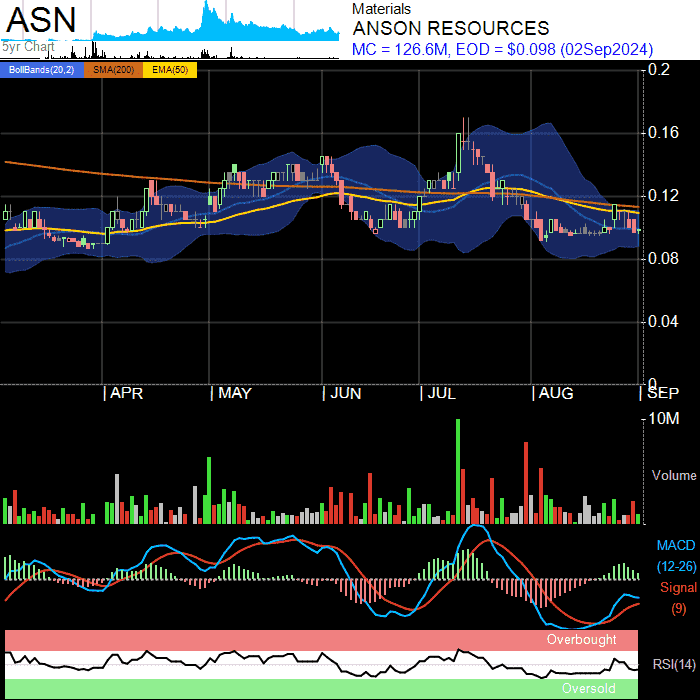 ASN
5yr Chart
Materials
ANSON RESOURCES
MC = 126.6M, EOD = $0.098 (02Sep2024)
BollBands(20,2) SMA(200) EMA(50)
0.2
0.16
0.12
0.08
0.04
0
APR MAY JUN JUL AUG SEP
10M
Volume
MACD
(12-26)
Signal
(9)
Overbought
RSI(14)
Oversold